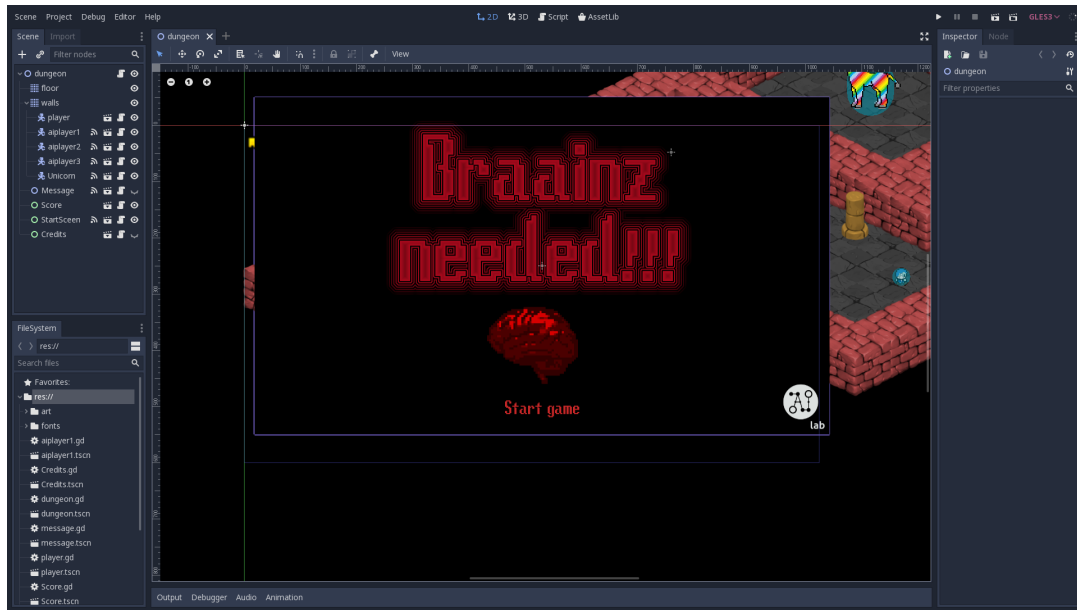 Scene Project Debug Editor Help
2D 3D Script AssetLib
GLES3
Scene Import
Filter nodes
dungeon
floor
walls
player
aiplayer1
aiplayer2
aiplayer3
Unicorn
Message
Score
StartSceen
Credits
FileSystem
res://
Search files
Favorites:
res://
art
fonts
aiplayer1.gd
aiplayer1.tscn
Credits.gd
Credits.tscn
dungeon.gd
dungeon.tscn
message.gd
message.tscn
player.gd
player.tscn
Score.gd
Score.tscn
dungeon
View
Braainz
needed!!!
Start game
AI
lab
Output Debugger Audio Animation
Inspector Node
dungeon
Filter properties